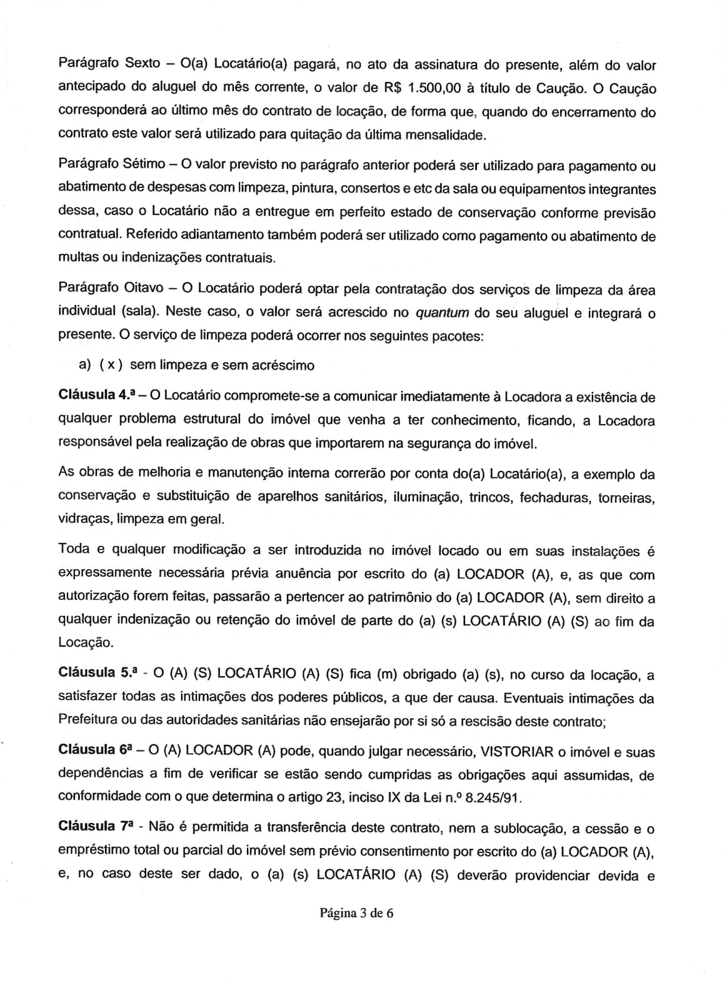 Parágrafo Sexto – O(a) Locatário(a) pagará, no ato da assinatura do presente, além do valor
antecipado do aluguel do mês corrente, o valor de R$ 1.500,00 à título de Caução. O Caução
corresponderá ao último mês do contrato de locação, de forma que, quando do encerramento do
contrato este valor será utilizado para quitação da última mensalidade.
Parágrafo Sétimo – O valor previsto no parágrafo anterior poderá ser utilizado para pagamento ou
abatimento de despesas com limpeza, pintura, consertos e etc da sala ou equipamentos integrantes
dessa, caso o Locatário não a entregue em perfeito estado de conservação conforme previsão
contratual. Referido adiantamento também poderá ser utilizado como pagamento ou abatimento de
multas ou indenizações contratuais.
Parágrafo Oitavo – O Locatário poderá optar pela contratação dos serviços de limpeza da área
individual (sala). Neste caso, o valor será acrescido no quantum do seu aluguel e integrará o
presente. O serviço de limpeza poderá ocorrer nos seguintes pacotes:
a) ( x ) sem limpeza e sem acréscimo
Cláusula 4.ª – O Locatário compromete-se a comunicar imediatamente à Locadora a existência de
qualquer problema estrutural do imóvel que venha a ter conhecimento, ficando, a Locadora
responsável pela realização de obras que importarem na segurança do imóvel.
As obras de melhoria e manutenção interna correrão por conta do(a) Locatário(a), a exemplo da
conservação e substituição de aparelhos sanitários, iluminação, trincos, fechaduras, torneiras,
vidraças, limpeza em geral.
Toda e qualquer modificação a ser introduzida no imóvel locado ou em suas instalações é
expressamente necessária prévia anuência por escrito do (a) LOCADOR (A), e, as que com
autorização forem feitas, passarão a pertencer ao patrimônio do (a) LOCADOR (A), sem direito a
qualquer indenização ou retenção do imóvel de parte do (a) (s) LOCATÁRIO (A) (S) ao fim da
Locação.
Cláusula 5.ª - O (A) (S) LOCATÁRIO (A) (S) fica (m) obrigado (a) (s), no curso da locação, a
satisfazer todas as intimações dos poderes públicos, a que der causa. Eventuais intimações da
Prefeitura ou das autoridades sanitárias não ensejarão por si só a rescisão deste contrato;
Cláusula 6ª – O (A) LOCADOR (A) pode, quando julgar necessário, VISTORIAR o imóvel e suas
dependências a fim de verificar se estão sendo cumpridas as obrigações aqui assumidas, de
conformidade com o que determina o artigo 23, inciso IX da Lei n.º 8.245/91.
Cláusula 7ª - Não é permitida a transferência deste contrato, nem a sublocação, a cessão e o
empréstimo total ou parcial do imóvel sem prévio consentimento por escrito do (a) LOCADOR (A),
e, no caso deste ser dado, o (a) (s) LOCATÁRIO (A) (S) deverão providenciar devida e
Página 3 de 6